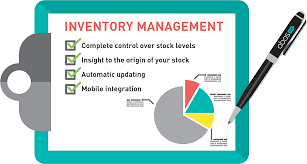 INVENTORY MANAGEMENT
Complete control over stock levels
Insight to the origin of your stock
Automatic updating
Mobile integration